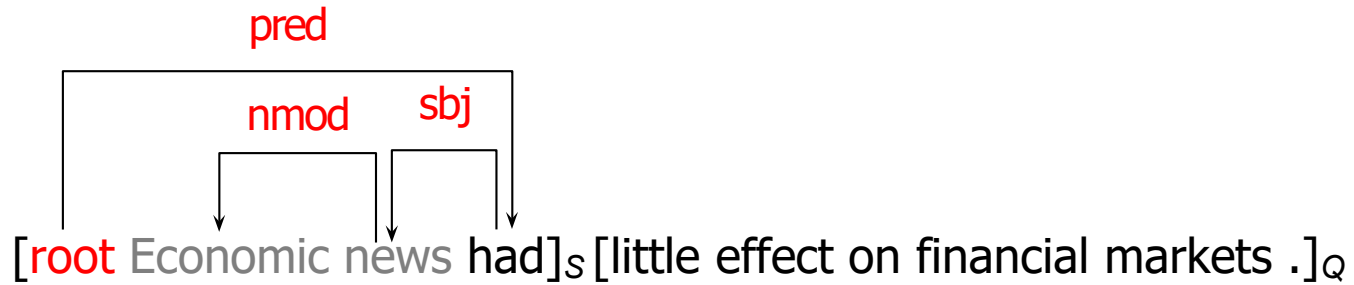 pred
nmod sbj
[root Economic news had]S [little effect on financial markets .]Q